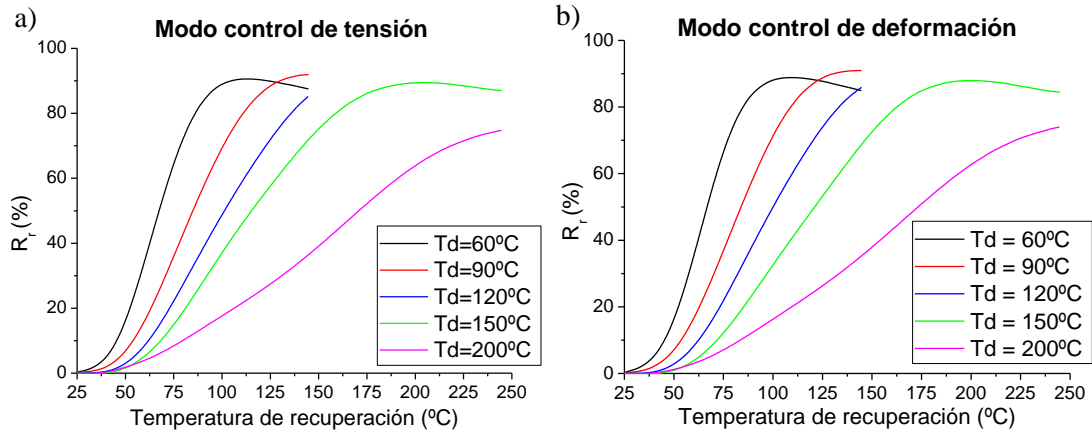 a)
Modo control de tensión
100
80
60
40
20
0
R_r (%)
25 50 75 100 125 150 175 200 225 250
Temperatura de recuperación (ºC)
Td=60ºC
Td=90ºC
Td=120ºC
Td=150ºC
Td=200ºC
b)
Modo control de deformación
100
80
60
40
20
0
R_r (%)
25 50 75 100 125 150 175 200 225 250
Temperatura de recuperación (ºC)
Td = 60ºC
Td = 90ºC
Td = 120ºC
Td = 150ºC
Td = 200ºC